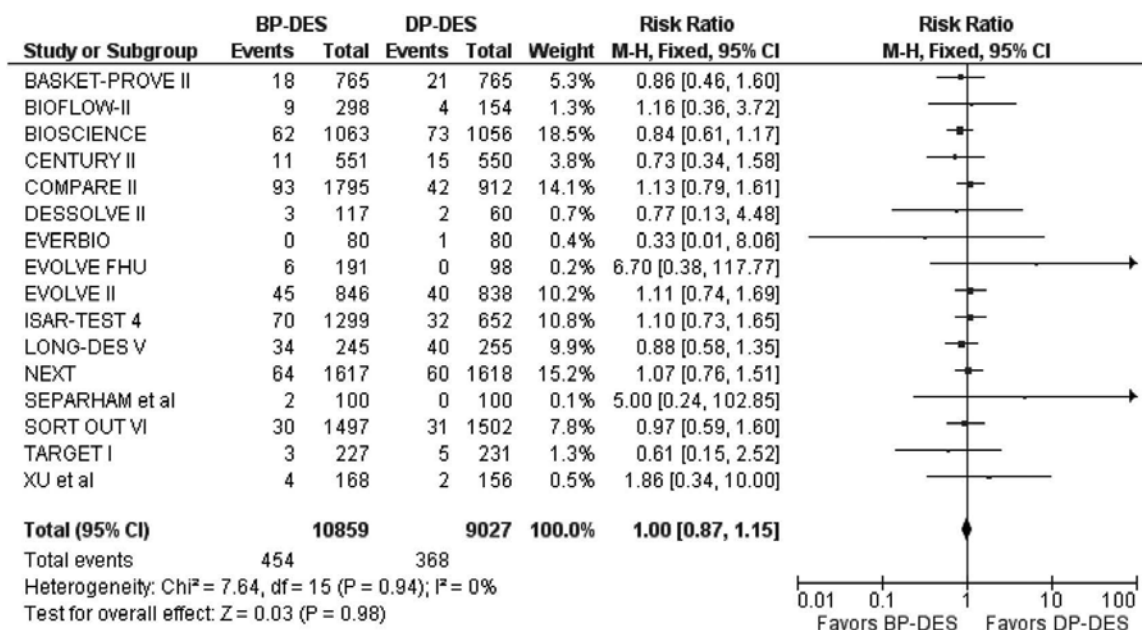 BP-DES DP-DES Risk Ratio Risk Ratio
Study or Subgroup Events Total Events Total Weight M-H, Fixed, 95% CI M-H, Fixed, 95% CI
BASKET-PROVE II 18 765 21 765 5.3% 0.86 [0.46, 1.60]
BIOFLOW-II 9 298 4 154 1.3% 1.16 [0.36, 3.72]
BIOSCIENCE 62 1063 73 1056 18.5% 0.84 [0.61, 1.17]
CENTURY II 11 551 15 550 3.8% 0.73 [0.34, 1.58]
COMPARE II 93 1795 42 912 14.1% 1.13 [0.79, 1.61]
DESSOLVE II 3 117 2 60 0.7% 0.77 [0.13, 4.48]
EVERBIO 0 80 1 80 0.4% 0.33 [0.01, 8.06]
EVOLVE FHU 6 191 0 98 0.2% 6.70 [0.38, 117.77]
EVOLVE II 45 846 40 838 10.2% 1.11 [0.74, 1.69]
ISAR-TEST 4 70 1299 32 652 10.8% 1.10 [0.73, 1.65]
LONG-DES V 34 245 40 255 9.9% 0.88 [0.58, 1.35]
NEXT 64 1617 60 1618 15.2% 1.07 [0.76, 1.51]
SEPARHAM et al 2 100 0 100 0.1% 5.00 [0.24, 102.85]
SORT OUT VI 30 1497 31 1502 7.8% 0.97 [0.59, 1.60]
TARGET I 3 227 5 231 1.3% 0.61 [0.15, 2.52]
XU et al 4 168 2 156 0.5% 1.86 [0.34, 10.00]
Total (95% CI) 10859 9027 100.0% 1.00 [0.87, 1.15]
Total events 454 368
Heterogeneity: Chi² = 7.64, df = 15 (P = 0.94); I² = 0%
Test for overall effect: Z = 0.03 (P = 0.98)
0.01 0.1 1 10 100
Favors BP-DES Favors DP-DES